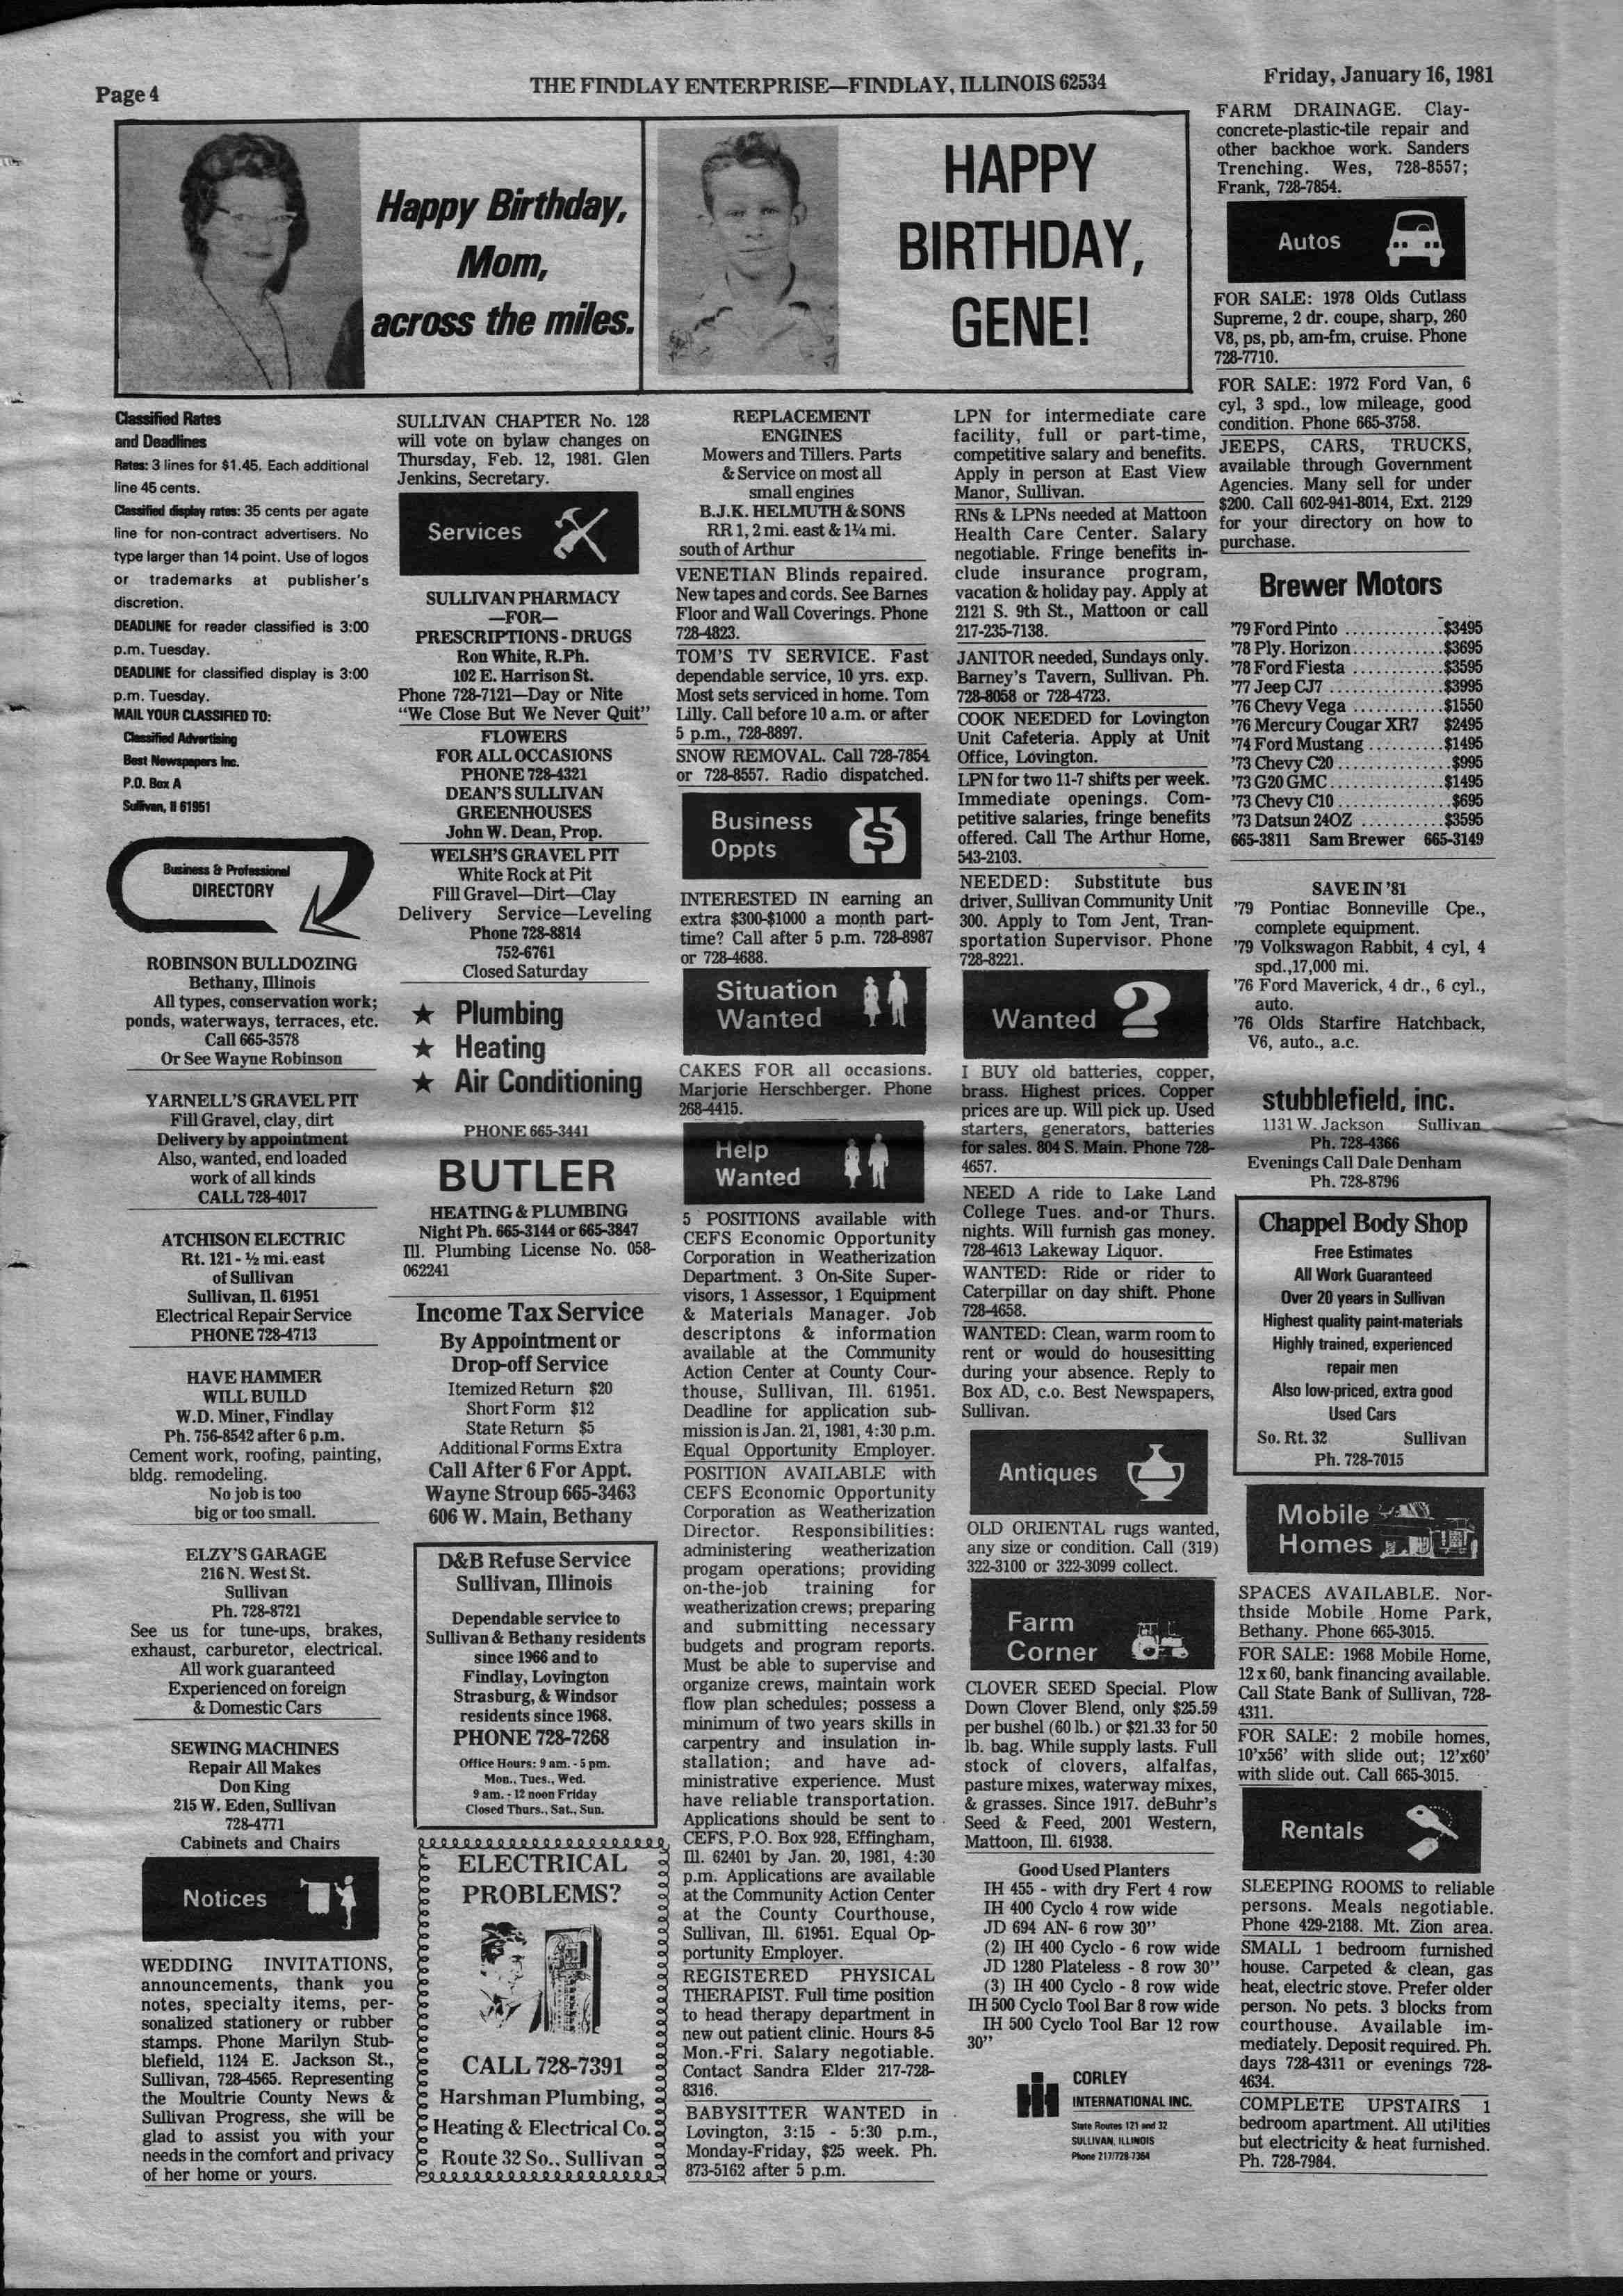 Page 4
THE FINDLAY ENTERPRISE—FINDLAY, ILLINOIS 62534
Friday, January 16, 1981
Happy Birthday,
Mom,
across the miles.
HAPPY
BIRTHDAY,
GENE!
Classified Rates
and Deadlines
Rates: 3 lines for $1.45. Each additional
line 45 cents.
Classified display rates: 35 cents per agate
line for non-contract advertisers. No
type larger than 14 point. Use of logos
or trademarks at publisher's
discretion.
DEADLINE for reader classified is 3:00
p.m. Tuesday.
DEADLINE for classified display is 3:00
p.m. Tuesday.
MAIL YOUR CLASSIFIED TO:
Classified Advertising
Best Newspapers Inc.
P.O. Box A
Sullivan, Il 61951
Business & Professional
DIRECTORY
ROBINSON BULLDOZING
Bethany, Illinois
All types, conservation work;
ponds, waterways, terraces, etc.
Call 665-3578
Or See Wayne Robinson
YARNELL'S GRAVEL PIT
Fill Gravel, clay, dirt
Delivery by appointment
Also, wanted, end loaded
work of all kinds
CALL 728-4017
ATCHISON ELECTRIC
Rt. 121 - ½ mi. east
of Sullivan
Sullivan, Il. 61951
Electrical Repair Service
PHONE 728-4713
HAVE HAMMER
WILL BUILD
W.D. Miner, Findlay
Ph. 756-8542 after 6 p.m.
Cement work, roofing, painting,
bldg. remodeling.
No job is too
big or too small.
ELZY'S GARAGE
216 N. West St.
Sullivan
Ph. 728-8721
See us for tune-ups, brakes,
exhaust, carburetor, electrical.
All work guaranteed
Experienced on foreign
& Domestic Cars
SEWING MACHINES
Repair All Makes
Don King
215 W. Eden, Sullivan
728-4771
Cabinets and Chairs
Notices
WEDDING INVITATIONS,
announcements, thank you
notes, specialty items, per-
sonalized stationery or rubber
stamps. Phone Marilyn Stub-
blefield, 1124 E. Jackson St.,
Sullivan, 728-4565. Representing
the Moultrie County News &
Sullivan Progress, she will be
glad to assist you with your
needs in the comfort and privacy
of her home or yours.
SULLIVAN CHAPTER No. 128
will vote on bylaw changes on
Thursday, Feb. 12, 1981. Glen
Jenkins, Secretary.
Services
SULLIVAN PHARMACY
—FOR—
PRESCRIPTIONS - DRUGS
Ron White, R.Ph.
102 E. Harrison St.
Phone 728-7121—Day or Nite
"We Close But We Never Quit"
FLOWERS
FOR ALL OCCASIONS
PHONE 728-4321
DEAN'S SULLIVAN
GREENHOUSES
John W. Dean, Prop.
WELSH'S GRAVEL PIT
White Rock at Pit
Fill Gravel—Dirt—Clay
Delivery Service—Leveling
Phone 728-8814
752-6761
Closed Saturday
★ Plumbing
★ Heating
★ Air Conditioning
PHONE 665-3441
BUTLER
HEATING & PLUMBING
Night Ph. 665-3144 or 665-3847
Ill. Plumbing License No. 058-
062241
Income Tax Service
By Appointment or
Drop-off Service
Itemized Return $20
Short Form $12
State Return $5
Additional Forms Extra
Call After 6 For Appt.
Wayne Stroup 665-3463
606 W. Main, Bethany
D&B Refuse Service
Sullivan, Illinois
Dependable service to
Sullivan & Bethany residents
since 1966 and to
Findlay, Lovington
Strasburg, & Windsor
residents since 1968.
PHONE 728-7268
Office Hours: 9 am. - 5 pm.
Mon., Tues., Wed.
9 am. - 12 noon Friday
Closed Thurs., Sat., Sun.
ELECTRICAL
PROBLEMS?
CALL 728-7391
Harshman Plumbing,
Heating & Electrical Co.
Route 32 So., Sullivan
REPLACEMENT
ENGINES
Mowers and Tillers. Parts
& Service on most all
small engines
B.J.K. HELMUTH & SONS
RR 1, 2 mi. east & 1¼ mi.
south of Arthur
VENETIAN Blinds repaired.
New tapes and cords. See Barnes
Floor and Wall Coverings. Phone
728-4823.
TOM'S TV SERVICE. Fast
dependable service, 10 yrs. exp.
Most sets serviced in home. Tom
Lilly. Call before 10 a.m. or after
5 p.m., 728-8897.
SNOW REMOVAL. Call 728-7854
or 728-8557. Radio dispatched.
Business
Oppts
INTERESTED IN earning an
extra $300-$1000 a month part-
time? Call after 5 p.m. 728-8987
or 728-4688.
Situation
Wanted
CAKES FOR all occasions.
Marjorie Herschberger. Phone
268-4415.
Help
Wanted
5 POSITIONS available with
CEFS Economic Opportunity
Corporation in Weatherization
Department. 3 On-Site Super-
visors, 1 Assessor, 1 Equipment
& Materials Manager. Job
descriptons & information
available at the Community
Action Center at County Cour-
thouse, Sullivan, Ill. 61951.
Deadline for application sub-
mission is Jan. 21, 1981, 4:30 p.m.
Equal Opportunity Employer.
POSITION AVAILABLE with
CEFS Economic Opportunity
Corporation as Weatherization
Director. Responsibilities:
administering weatherization
progam operations; providing
on-the-job training for
weatherization crews; preparing
and submitting necessary
budgets and program reports.
Must be able to supervise and
organize crews, maintain work
flow plan schedules; possess a
minimum of two years skills in
carpentry and insulation in-
stallation; and have ad-
ministrative experience. Must
have reliable transportation.
Applications should be sent to
CEFS, P.O. Box 928, Effingham,
Ill. 62401 by Jan. 20, 1981, 4:30
p.m. Applications are available
at the Community Action Center
at the County Courthouse,
Sullivan, Ill. 61951. Equal Op-
portunity Employer.
REGISTERED PHYSICAL
THERAPIST. Full time position
to head therapy department in
new out patient clinic. Hours 8-5
Mon.-Fri. Salary negotiable.
Contact Sandra Elder 217-728-
8316.
BABYSITTER WANTED in
Lovington, 3:15 - 5:30 p.m.,
Monday-Friday, $25 week. Ph.
873-5162 after 5 p.m.
LPN for intermediate care
facility, full or part-time,
competitive salary and benefits.
Apply in person at East View
Manor, Sullivan.
RNs & LPNs needed at Mattoon
Health Care Center. Salary
negotiable. Fringe benefits in-
clude insurance program,
vacation & holiday pay. Apply at
2121 S. 9th St., Mattoon or call
217-235-7138.
JANITOR needed, Sundays only.
Barney's Tavern, Sullivan. Ph.
728-8058 or 728-4723.
COOK NEEDED for Lovington
Unit Cafeteria. Apply at Unit
Office, Lovington.
LPN for two 11-7 shifts per week.
Immediate openings. Com-
petitive salaries, fringe benefits
offered. Call The Arthur Home,
543-2103.
NEEDED: Substitute bus
driver, Sullivan Community Unit
300. Apply to Tom Jent, Tran-
sportation Supervisor. Phone
728-8221.
Wanted
I BUY old batteries, copper,
brass. Highest prices. Copper
prices are up. Will pick up. Used
starters, generators, batteries
for sales. 804 S. Main. Phone 728-
4657.
NEED A ride to Lake Land
College Tues. and-or Thurs.
nights. Will furnish gas money.
728-4613 Lakeway Liquor.
WANTED: Ride or rider to
Caterpillar on day shift. Phone
728-4658.
WANTED: Clean, warm room to
rent or would do housesitting
during your absence. Reply to
Box AD, c.o. Best Newspapers,
Sullivan.
Antiques
OLD ORIENTAL rugs wanted,
any size or condition. Call (319)
322-3100 or 322-3099 collect.
Farm
Corner
CLOVER SEED Special. Plow
Down Clover Blend, only $25.59
per bushel (60 lb.) or $21.33 for 50
lb. bag. While supply lasts. Full
stock of clovers, alfalfas,
pasture mixes, waterway mixes,
& grasses. Since 1917. deBuhr's
Seed & Feed, 2001 Western,
Mattoon, Ill. 61938.
Good Used Planters
IH 455 - with dry Fert 4 row
IH 400 Cyclo 4 row wide
JD 694 AN- 6 row 30"
(2) IH 400 Cyclo - 6 row wide
JD 1280 Plateless - 8 row 30"
(3) IH 400 Cyclo - 8 row wide
IH 500 Cyclo Tool Bar 8 row wide
IH 500 Cyclo Tool Bar 12 row
30"
CORLEY
INTERNATIONAL INC.
State Routes 121 and 32
SULLIVAN, ILLINOIS
Phone 217/728-7364
FARM DRAINAGE. Clay-
concrete-plastic-tile repair and
other backhoe work. Sanders
Trenching. Wes, 728-8557;
Frank, 728-7854.
Autos
FOR SALE: 1978 Olds Cutlass
Supreme, 2 dr. coupe, sharp, 260
V8, ps, pb, am-fm, cruise. Phone
728-7710.
FOR SALE: 1972 Ford Van, 6
cyl, 3 spd., low mileage, good
condition. Phone 665-3758.
JEEPS, CARS, TRUCKS,
available through Government
Agencies. Many sell for under
$200. Call 602-941-8014, Ext. 2129
for your directory on how to
purchase.
Brewer Motors
'79 Ford Pinto .............$3495
'78 Ply. Horizon............$3695
'78 Ford Fiesta ............$3595
'77 Jeep CJ7 ...............$3995
'76 Chevy Vega ............$1550
'76 Mercury Cougar XR7 $2495
'74 Ford Mustang ..........$1495
'73 Chevy C20 ...............$995
'73 G20 GMC...............$1495
'73 Chevy C10 ...............$695
'73 Datsun 24OZ ...........$3595
665-3811 Sam Brewer 665-3149
SAVE IN '81
'79 Pontiac Bonneville Cpe.,
complete equipment.
'79 Volkswagon Rabbit, 4 cyl, 4
spd.,17,000 mi.
'76 Ford Maverick, 4 dr., 6 cyl.,
auto.
'76 Olds Starfire Hatchback,
V6, auto., a.c.
stubblefield, inc.
1131 W. Jackson Sullivan
Ph. 728-4366
Evenings Call Dale Denham
Ph. 728-8796
Chappel Body Shop
Free Estimates
All Work Guaranteed
Over 20 years in Sullivan
Highest quality paint-materials
Highly trained, experienced
repair men
Also low-priced, extra good
Used Cars
So. Rt. 32 Sullivan
Ph. 728-7015
Mobile
Homes
SPACES AVAILABLE. Nor-
thside Mobile Home Park,
Bethany. Phone 665-3015.
FOR SALE: 1968 Mobile Home,
12 x 60, bank financing available.
Call State Bank of Sullivan, 728-
4311.
FOR SALE: 2 mobile homes,
10'x56' with slide out; 12'x60'
with slide out. Call 665-3015.
Rentals
SLEEPING ROOMS to reliable
persons. Meals negotiable.
Phone 429-2188. Mt. Zion area.
SMALL 1 bedroom furnished
house. Carpeted & clean, gas
heat, electric stove. Prefer older
person. No pets. 3 blocks from
courthouse. Available im-
mediately. Deposit required. Ph.
days 728-4311 or evenings 728-
4634.
COMPLETE UPSTAIRS 1
bedroom apartment. All utilities
but electricity & heat furnished.
Ph. 728-7984.